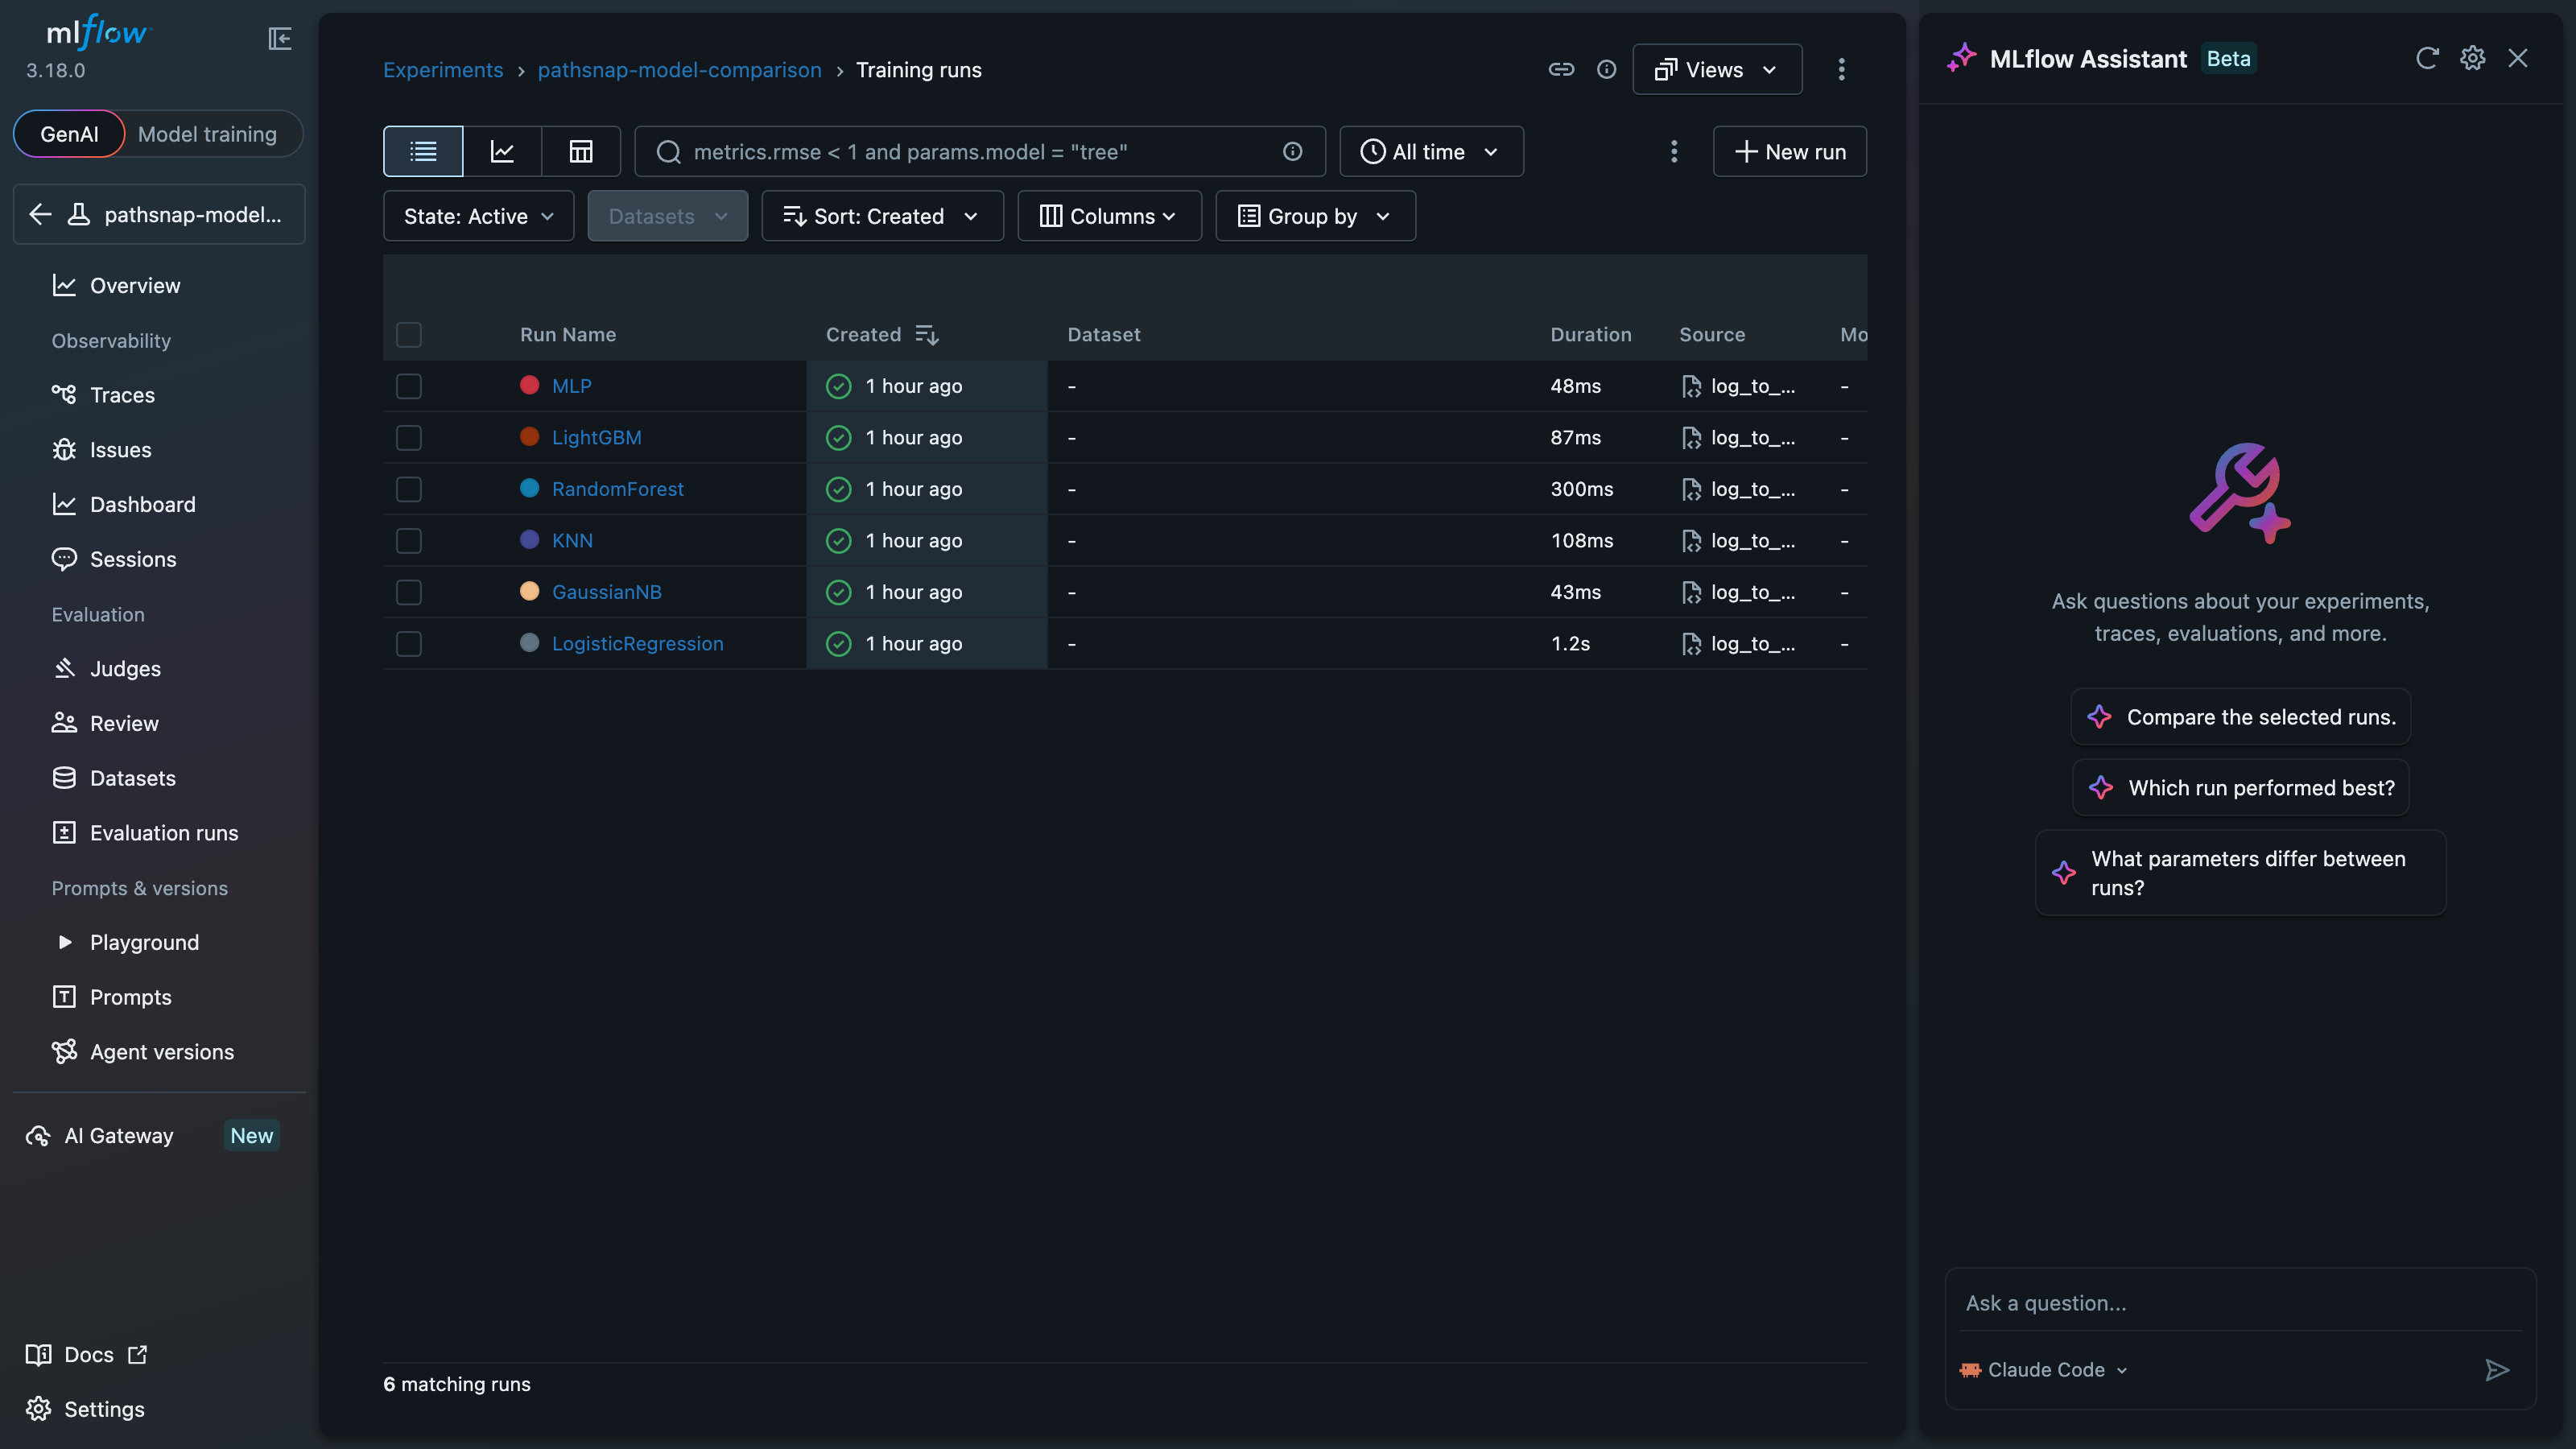 mlflow
3.18.0
GenAI
Model training
pathsnap-model...
Overview
Observability
Traces
Issues
Dashboard
Sessions
Evaluation
Judges
Review
Datasets
Evaluation runs
Prompts & versions
Playground
Prompts
Agent versions
AI Gateway New
Docs
Settings
Experiments › pathsnap-model-comparison › Training runs
Views
metrics.rmse < 1 and params.model = "tree"
All time
New run
State: Active
Datasets
Sort: Created
Columns
Group by
Run Name Created Dataset Duration Source Mo
MLP 1 hour ago - 48ms log_to_... -
LightGBM 1 hour ago - 87ms log_to_... -
RandomForest 1 hour ago - 300ms log_to_... -
KNN 1 hour ago - 108ms log_to_... -
GaussianNB 1 hour ago - 43ms log_to_... -
LogisticRegression 1 hour ago - 1.2s log_to_... -
6 matching runs
MLflow Assistant Beta
Ask questions about your experiments,
traces, evaluations, and more.
Compare the selected runs.
Which run performed best?
What parameters differ between
runs?
Ask a question...
Claude Code